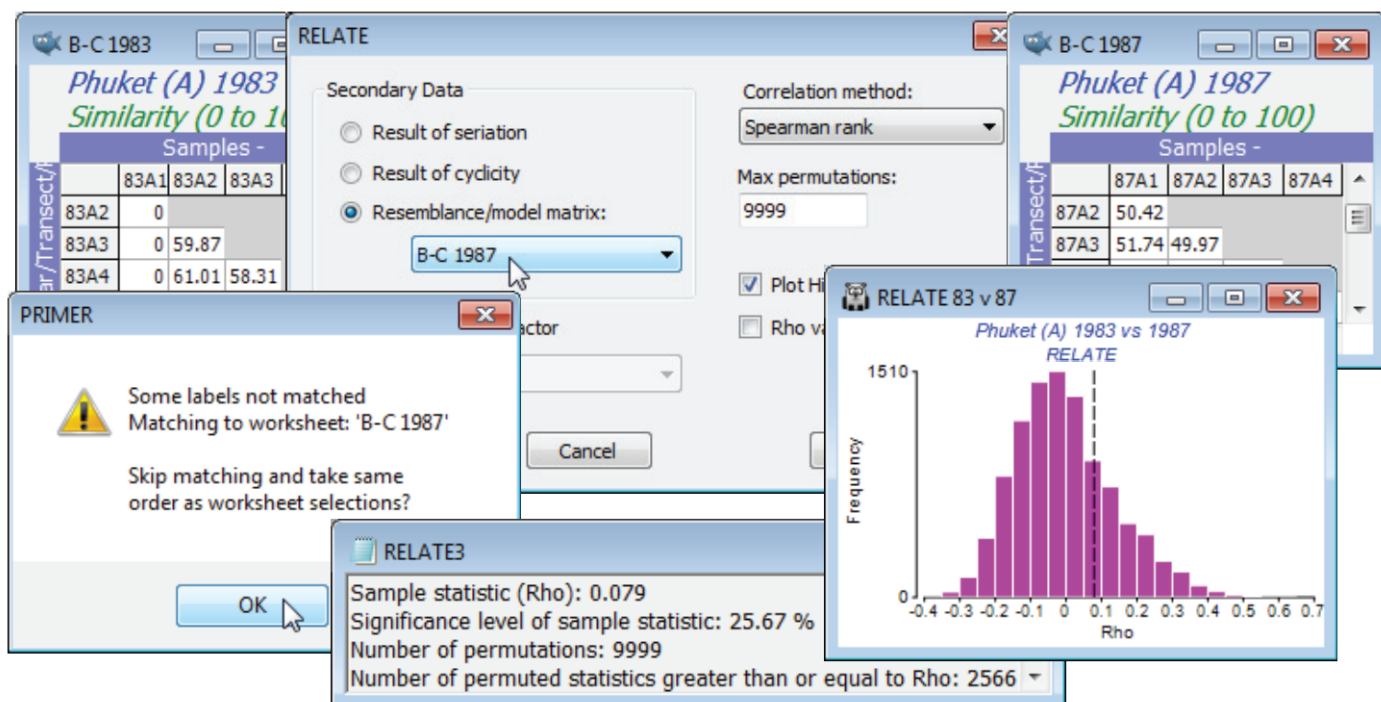 B-C 1983
Phuket (A) 1983
Similarity (0 to 10
Samples -
83A1 83A2 83A3
83A2 0
83A3 0 59.87
83A4 0 61.01 58.31
ar/Transect/
RELATE
Secondary Data
Result of seriation
Result of cyclicity
Resemblance/model matrix:
B-C 1987
actor
Correlation method:
Spearman rank
Max permutations:
9999
Plot Hi
Rho va
Cancel
B-C 1987
Phuket (A) 1987
Similarity (0 to 100)
Samples -
87A1 87A2 87A3 87A4
87A2 50.42
87A3 51.74 49.97
Transect/
PRIMER
Some labels not matched
Matching to worksheet: 'B-C 1987'
Skip matching and take same
order as worksheet selections?
OK
RELATE3
Sample statistic (Rho): 0.079
Significance level of sample statistic: 25.67 %
Number of permutations: 9999
Number of permuted statistics greater than or equal to Rho: 2566
RELATE 83 v 87
Phuket (A) 1983 vs 1987
RELATE
1510
Frequency
0
-0.4 -0.3 -0.2 -0.1 0 0.1 0.2 0.3 0.4 0.5 0.6 0.7
Rho